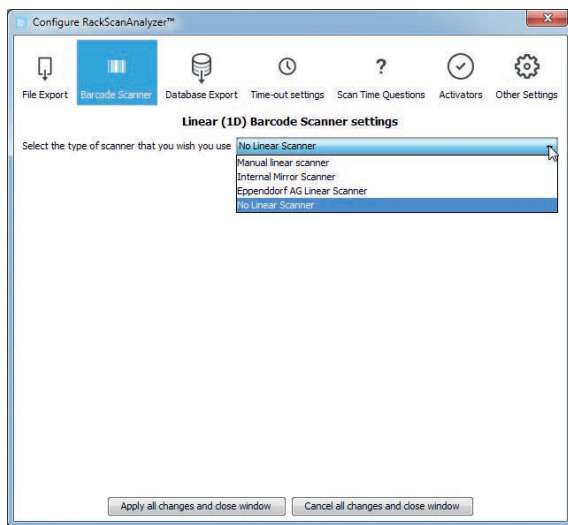 Configure RackScanAnalyzer™
File Export Barcode Scanner Database Export Time-out settings Scan Time Questions Activators Other Settings
Linear (1D) Barcode Scanner settings
Select the type of scanner that you wish you use No Linear Scanner
Manual linear scanner
Internal Mirror Scanner
Eppenddorf AG Linear Scanner
No Linear Scanner
Apply all changes and close window Cancel all changes and close window